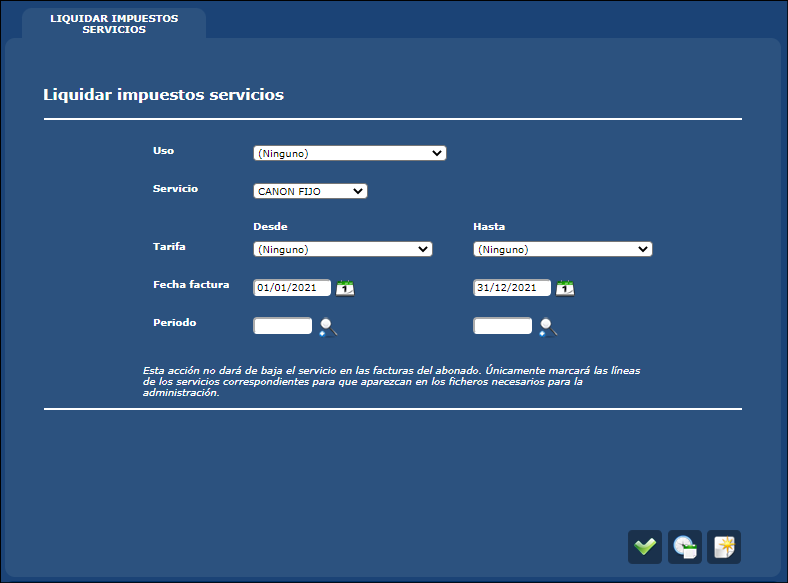 LIQUIDAR IMPUESTOS
SERVICIOS
Liquidar impuestos servicios
Uso (Ninguno)
Servicio CANON FIJO
Desde Hasta
Tarifa (Ninguno) (Ninguno)
Fecha factura 01/01/2021 1 31/12/2021 1
Periodo
Esta acción no dará de baja el servicio en las facturas del abonado. Únicamente marcará las líneas
de los servicios correspondientes para que aparezcan en los ficheros necesarios para la
administración.